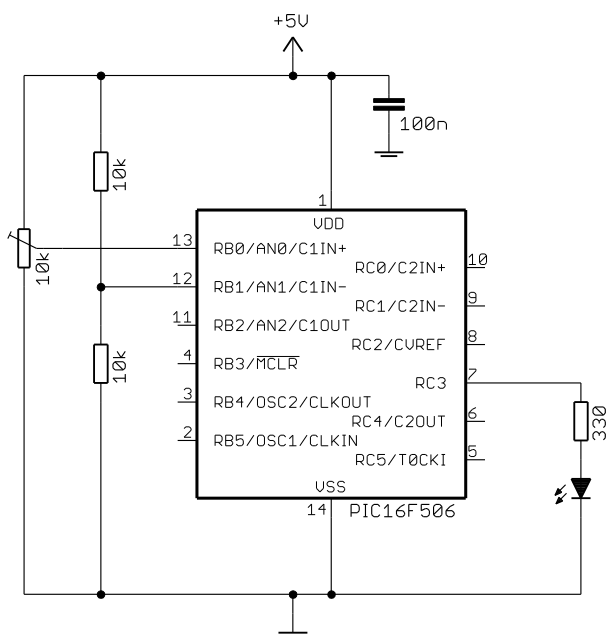 +5V
100n
10k
1
VDD
13
RB0/AN0/C1IN+
10k
RC0/C2IN+
10
12
RB1/AN1/C1IN-
RC1/C2IN-
9
11
RB2/AN2/C1OUT
RC2/CVREF
8
10k
4
RB3/MCLR
RC3
7
3
RB4/OSC2/CLKOUT
RC4/C2OUT
6
330
2
RB5/OSC1/CLKIN
RC5/T0CKI
5
VSS
14
PIC16F506